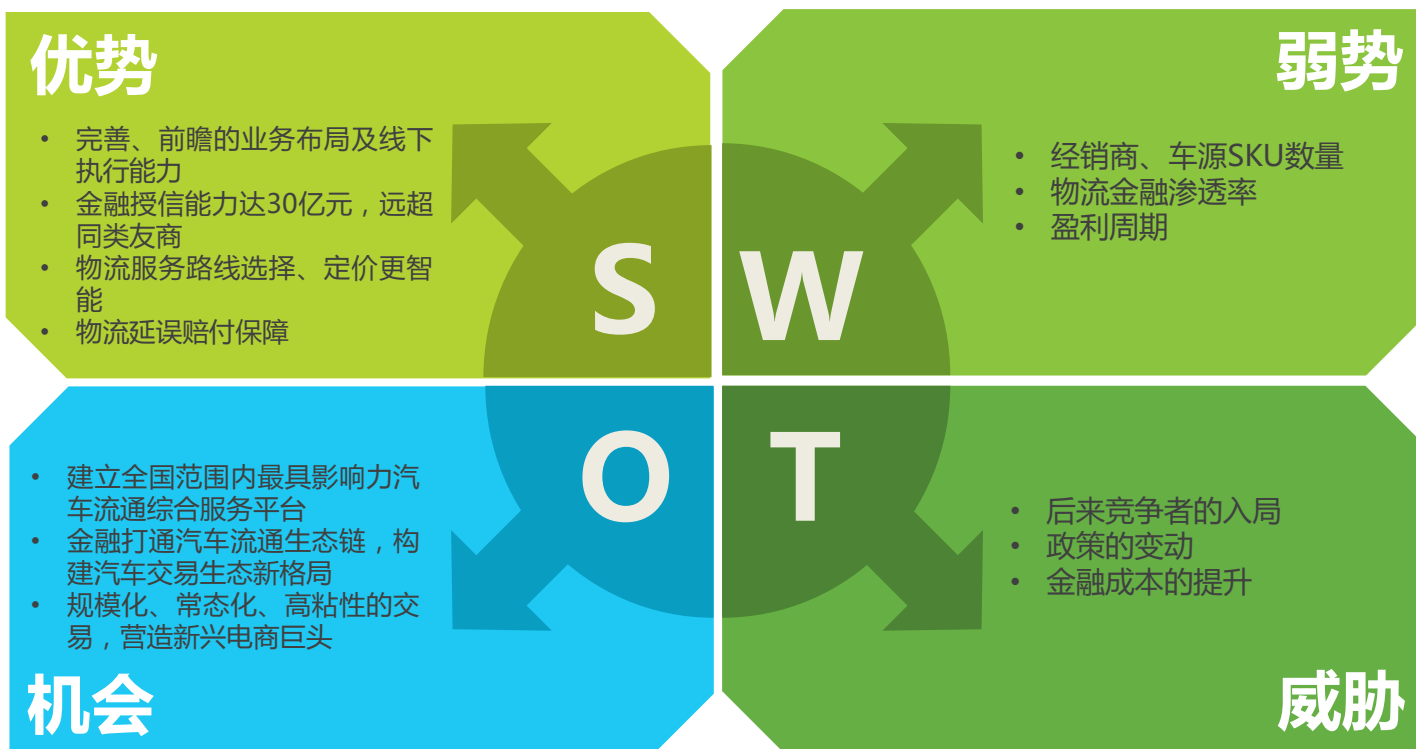 优势
• 完善、前瞻的业务布局及线下
执行能力
• 金融授信能力达30亿元，远超
同类友商
• 物流服务路线选择、定价更智
能
• 物流延误赔付保障
S
弱势
• 经销商、车源SKU数量
• 物流金融渗透率
• 盈利周期
W
• 建立全国范围内最具影响力汽
车流通综合服务平台
• 金融打通汽车流通生态链，构
建汽车交易生态新格局
• 规模化、常态化、高粘性的交
易，营造新兴电商巨头
机会
O
T
• 后来竞争者的入局
• 政策的变动
• 金融成本的提升
威胁